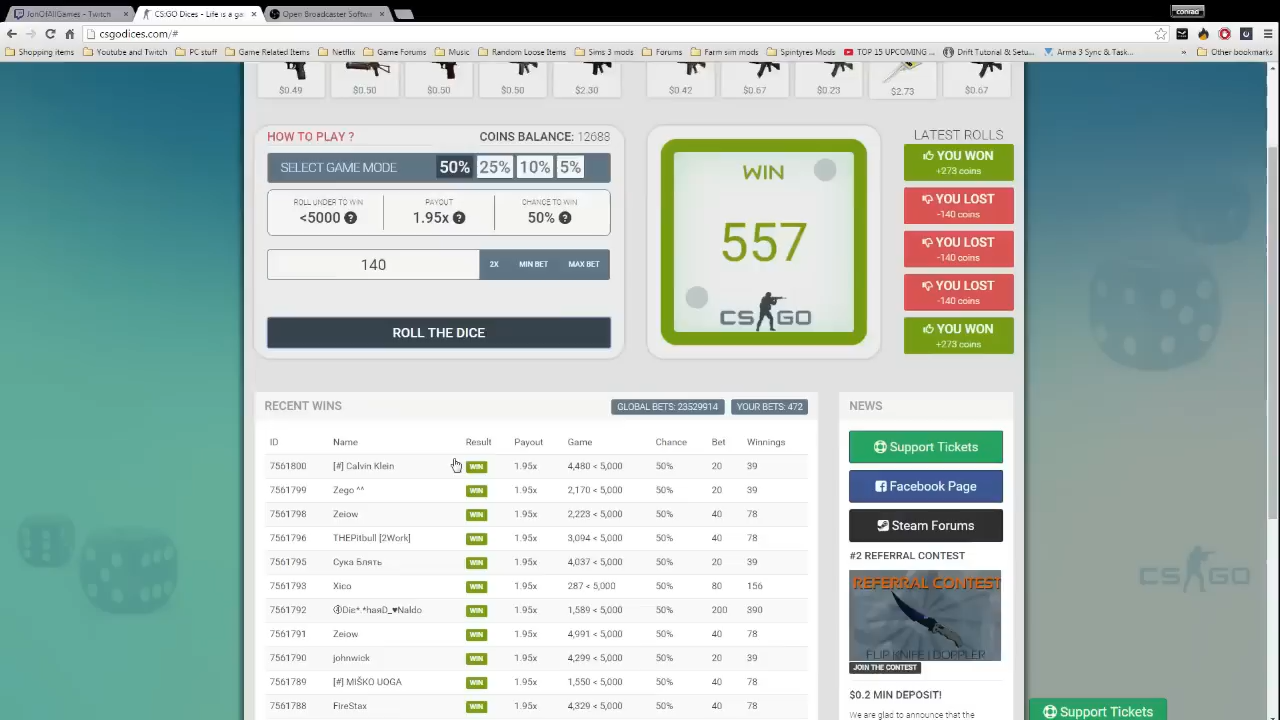 JonOfAllGames - Twitch
CS:GO Dices - Life is a ga
Open Broadcaster Softw
conrad
csgodices.com/#
Shopping items
Youtube and Twitch
PC stuff
Game Related Items
Netflix
Game Forums
Music
Random Loose Items
Sims 3 mods
Forums
Farm sim mods
Spintyres Mods
TOP 15 UPCOMING ...
Drift Tutorial & Setu...
Arma 3 Sync & Task...
»
Other bookmarks
$0.49
$0.50
$0.50
$0.50
$2.30
$0.42
$0.67
$0.23
$2.73
$0.67
HOW TO PLAY ?
COINS BALANCE: 12688
SELECT GAME MODE
50%
25%
10%
5%
ROLL UNDER TO WIN
<5000 ?
PAYOUT
1.95x ?
CHANCE TO WIN
50% ?
140
2X
MIN BET
MAX BET
ROLL THE DICE
WIN
557
CS GO
LATEST ROLLS
YOU WON
+273 coins
YOU LOST
-140 coins
YOU LOST
-140 coins
YOU LOST
-140 coins
YOU WON
+273 coins
RECENT WINS
GLOBAL BETS: 23529914
YOUR BETS: 472
ID Name Result Payout Game Chance Bet Winnings
7561800 [#] Calvin Klein WIN 1.95x 4,480 < 5,000 50% 20 39
7561799 Zego ^^ WIN 1.95x 2,170 < 5,000 50% 20 39
7561798 Zeiow WIN 1.95x 2,223 < 5,000 50% 40 78
7561796 THEPitbull [2Work] WIN 1.95x 3,094 < 5,000 50% 40 78
7561795 Сука Блять WIN 1.95x 4,037 < 5,000 50% 20 39
7561793 Xico WIN 1.95x 287 < 5,000 50% 80 156
7561792 WIN 1.95x 1,589 < 5,000 50% 200 390
7561791 Zeiow WIN 1.95x 4,991 < 5,000 50% 40 78
7561790 johnwick WIN 1.95x 4,299 < 5,000 50% 20 39
7561789 [#] MIŠKO UOGA WIN 1.95x 1,550 < 5,000 50% 40 78
7561788 FireStax WIN 1.95x 4,329 < 5,000 50% 40 78
NEWS
Support Tickets
Facebook Page
Steam Forums
#2 REFERRAL CONTEST
REFERRAL CONTEST
FLIP KNIFE | DOPPLER
JOIN THE CONTEST
$0.2 MIN DEPOSIT!
We are glad to announce that the
CS GO
Support Tickets